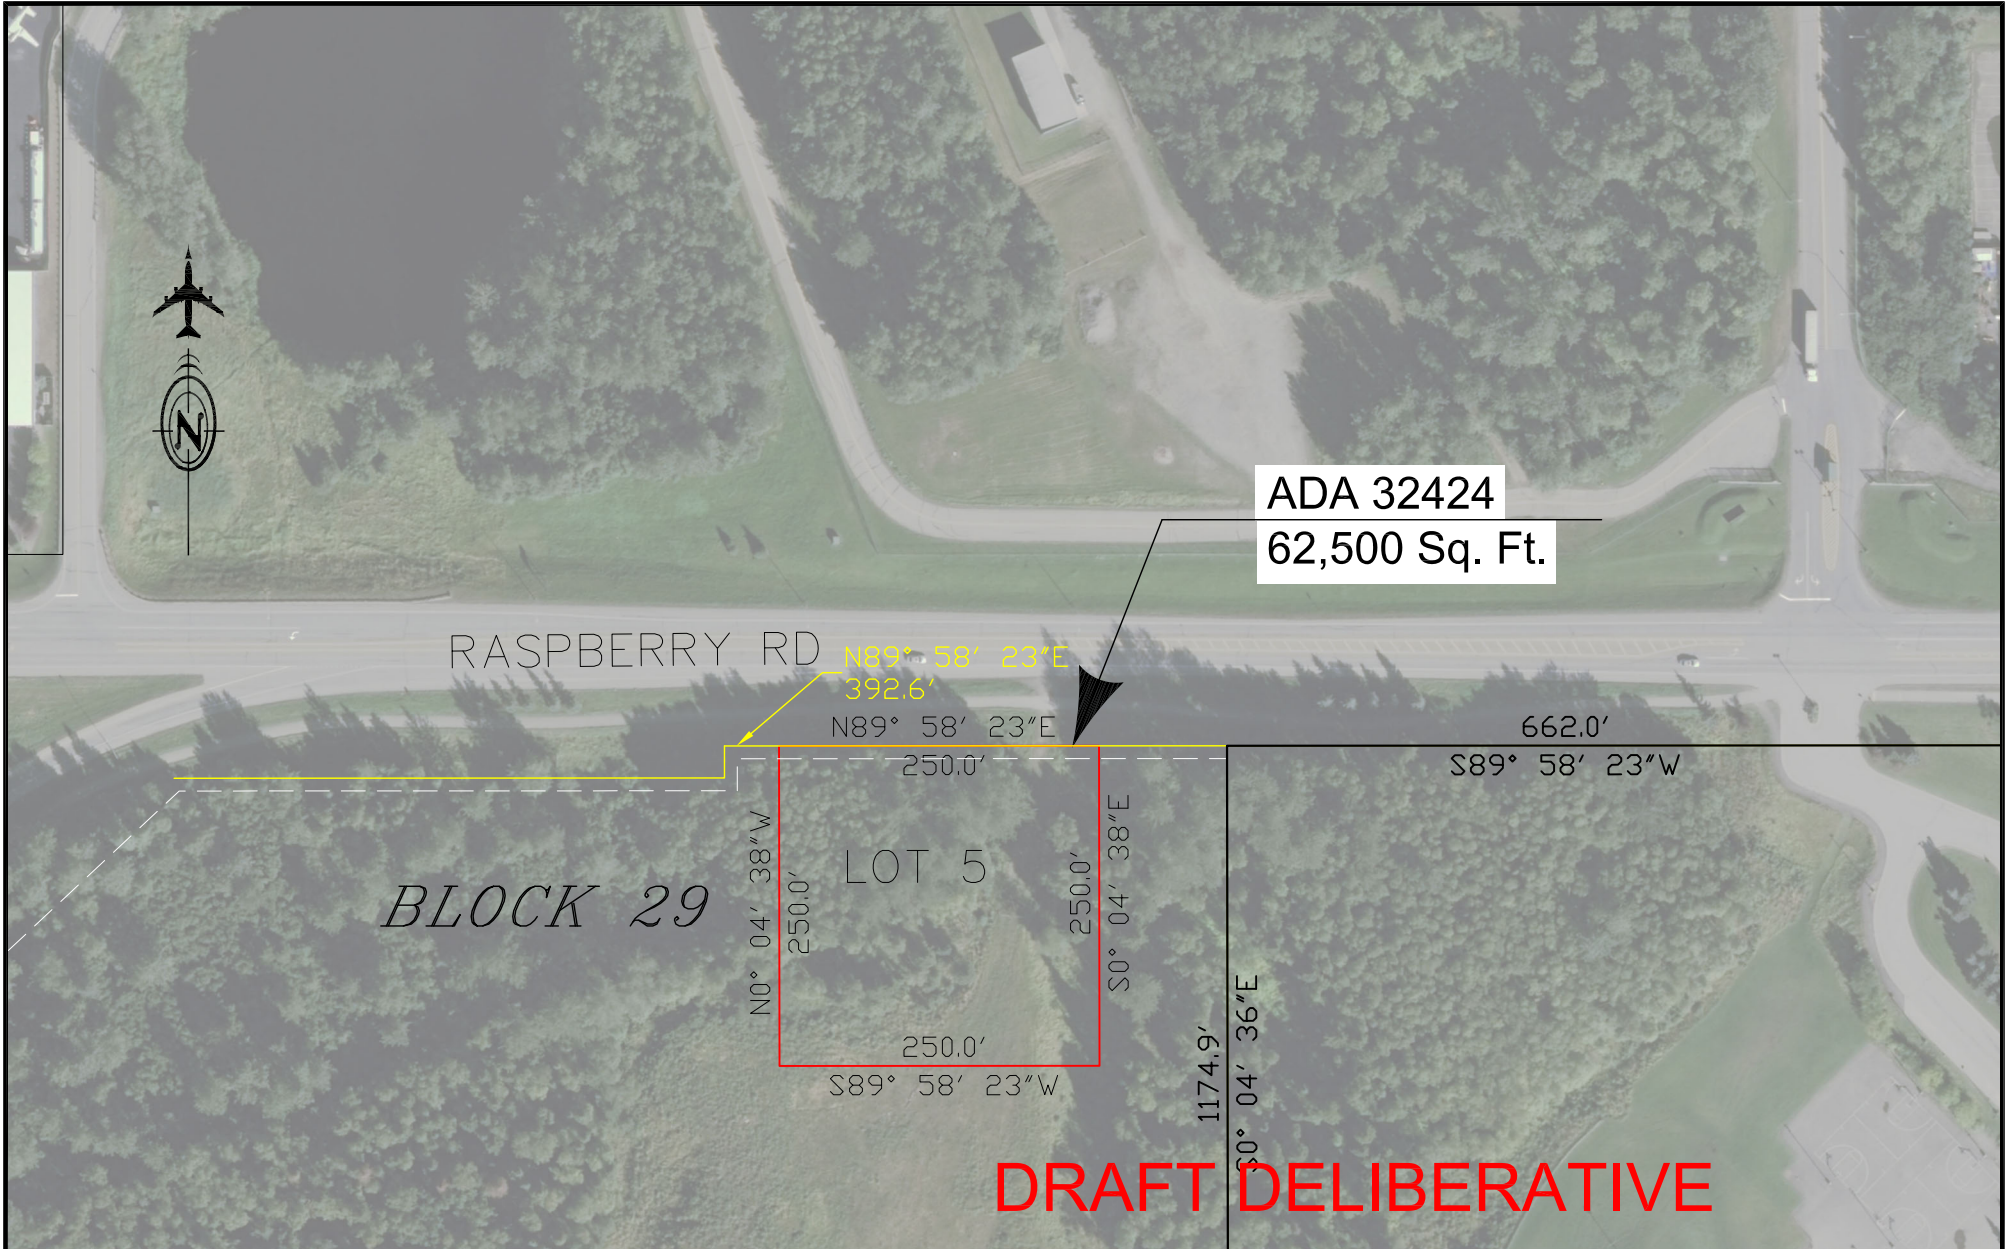 N
ADA 32424
62,500 Sq. Ft.
RASPBERRY RD
N89° 58' 23"E
392.6'
N89° 58' 23"E
250.0'
662.0'
S89° 58' 23"W
N0° 04' 38"W
250.0'
LOT 5
250.0'
S0° 04' 38"E
BLOCK 29
250.0'
S89° 58' 23"W
1174.9'
S0° 04' 36"E
DRAFT DELIBERATIVE